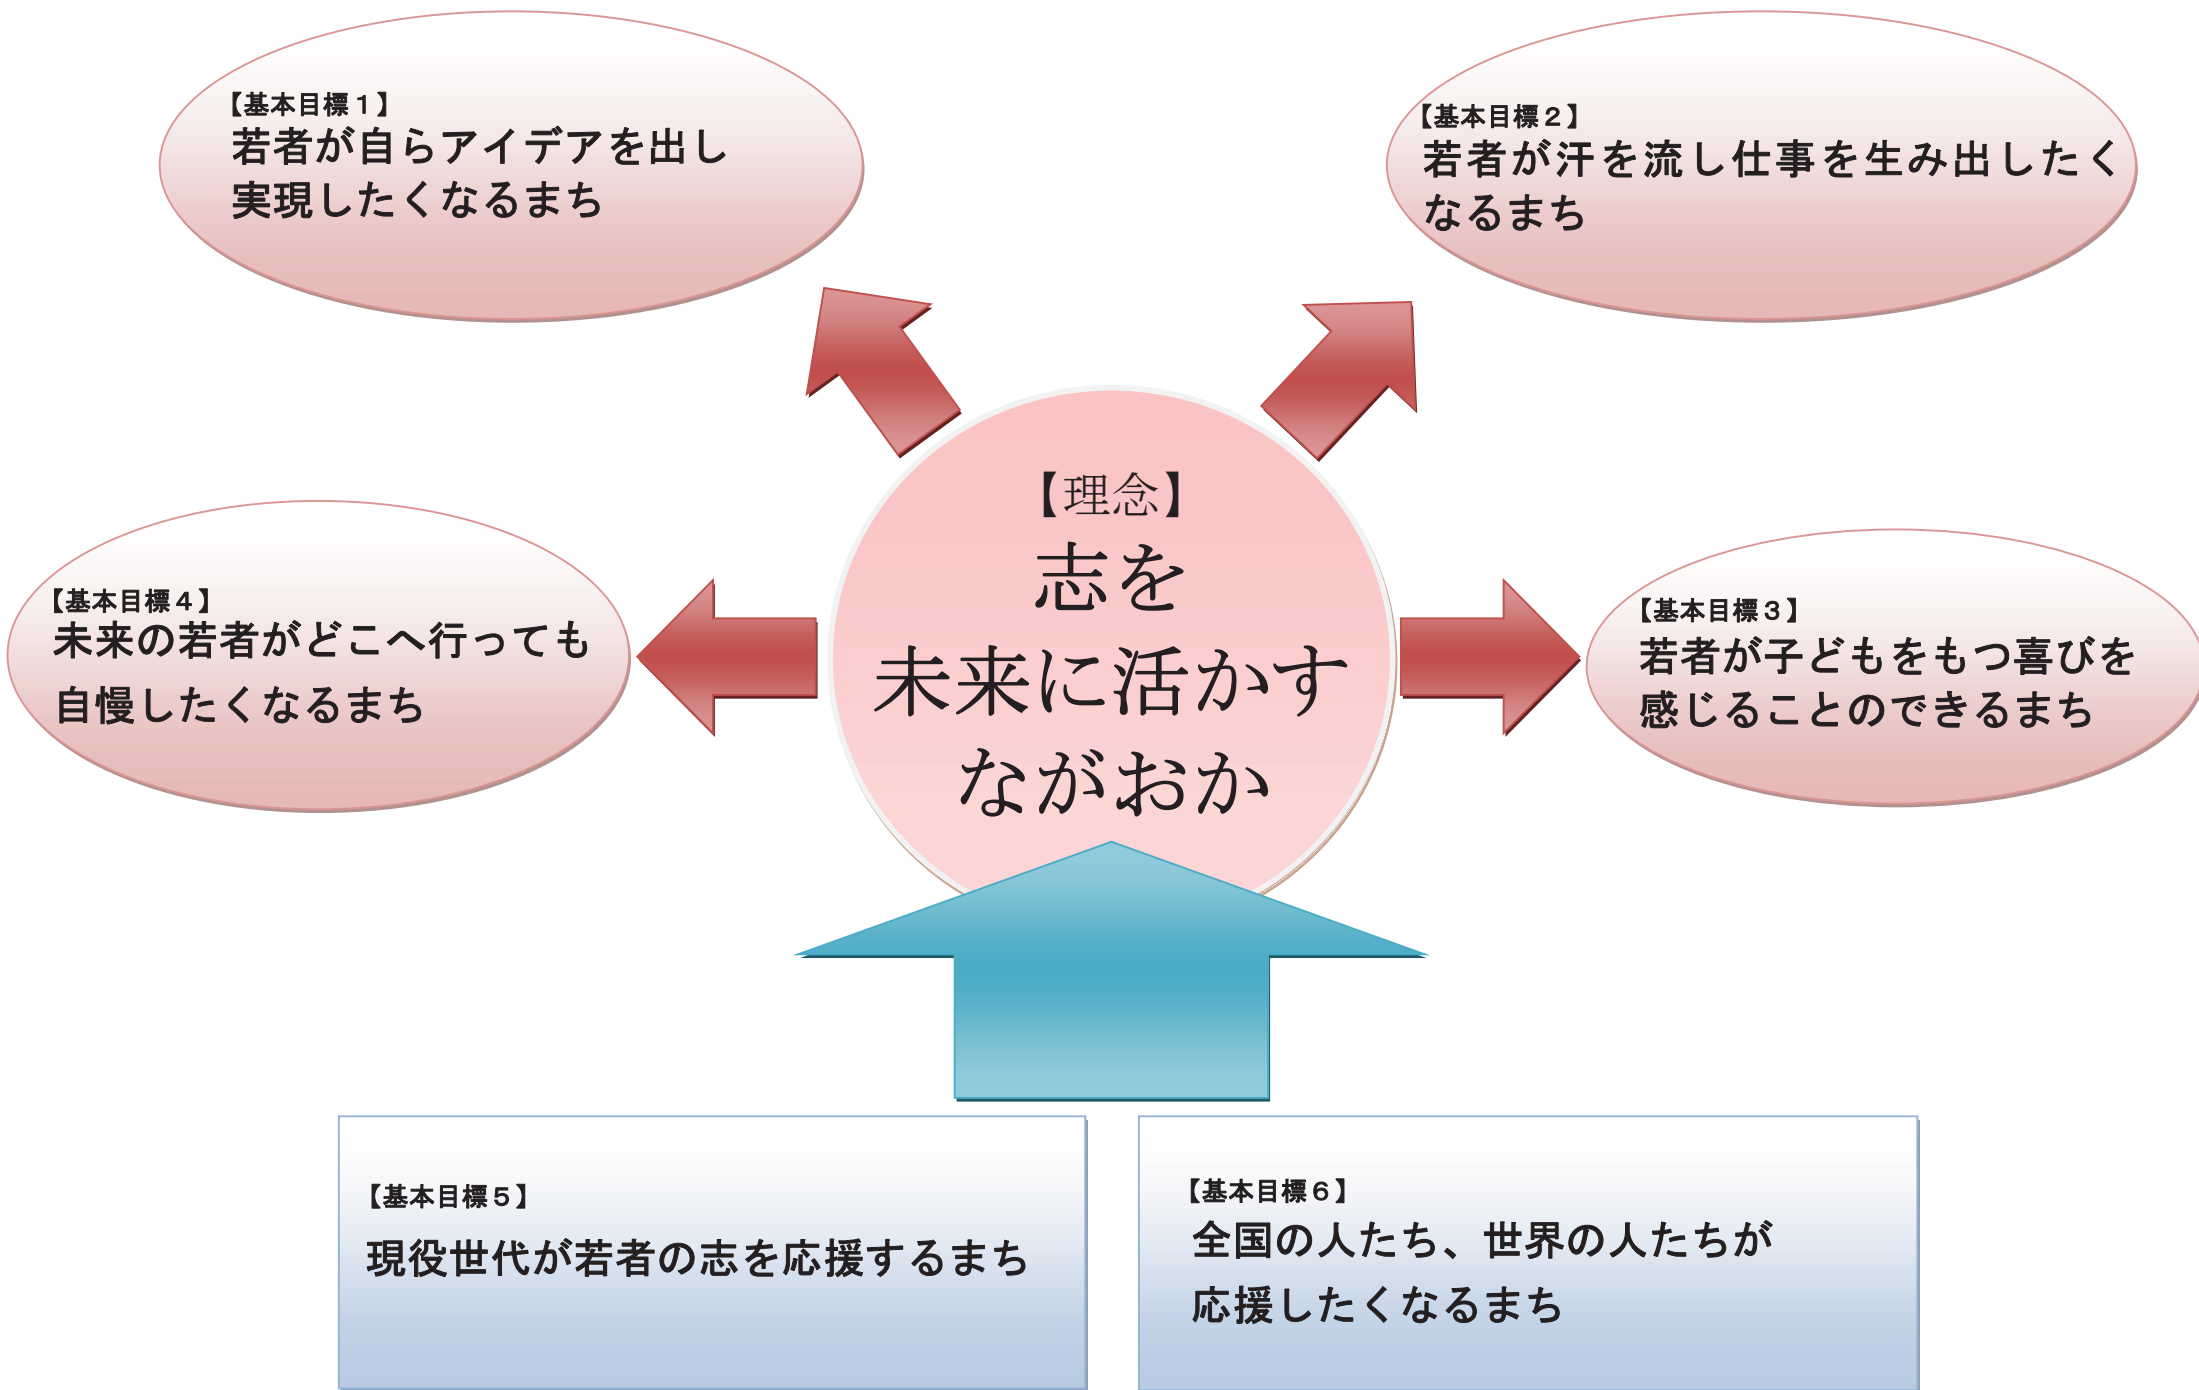 【基本目標１】
若者が自らアイデアを出し
実現したくなるまち
【基本目標２】
若者が汗を流し仕事を生み出したく
なるまち
【理念】
志を
未来に活かす
ながおか
【基本目標４】
未来の若者がどこへ行っても
自慢したくなるまち
【基本目標３】
若者が子どもをもつ喜びを
感じることのできるまち
【基本目標５】
現役世代が若者の志を応援するまち
【基本目標６】
全国の人たち、世界の人たちが
応援したくなるまち